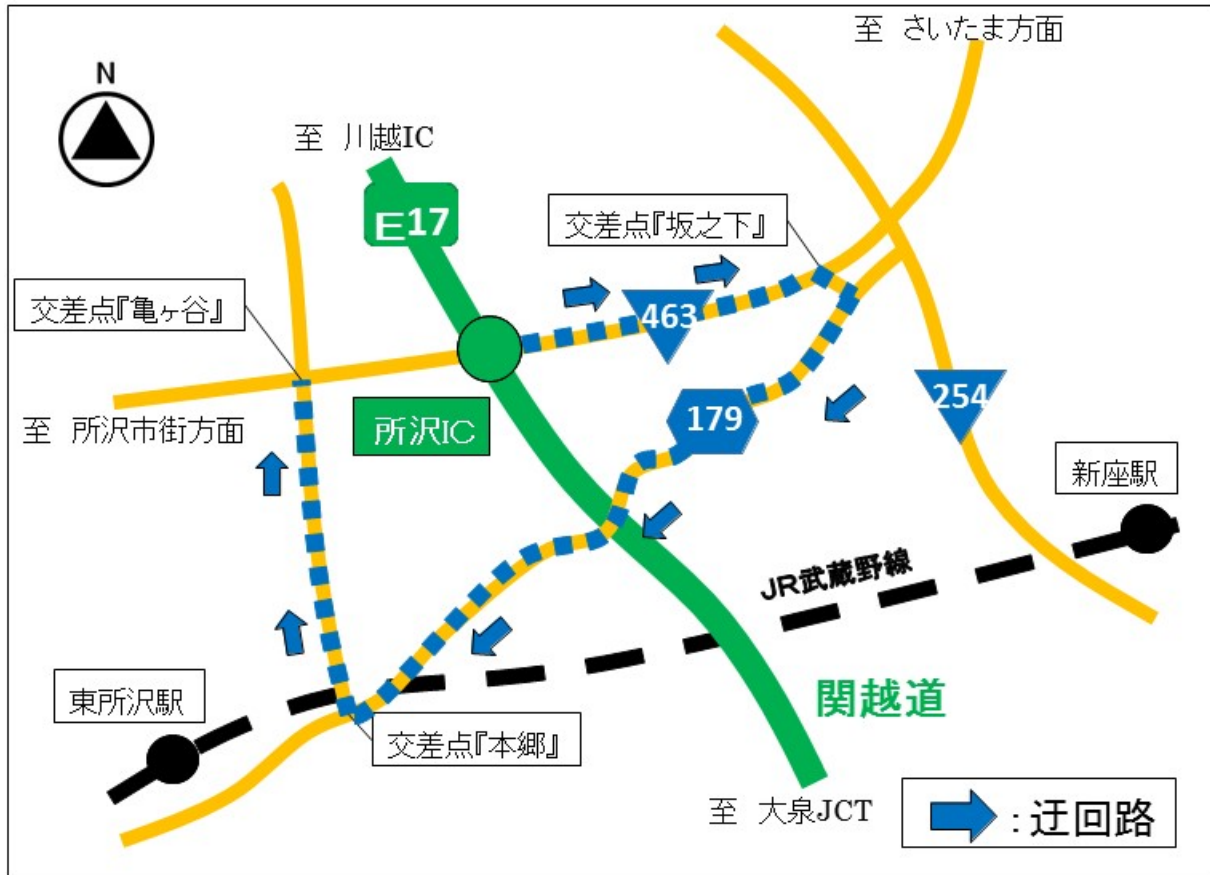 至 さいたま方面
N
至 川越IC
E17
交差点『坂之下』
交差点『亀ヶ谷』
463
254
至 所沢市街方面
所沢IC
179
新座駅
JR武蔵野線
東所沢駅
関越道
交差点『本郷』
至 大泉JCT
:迂回路